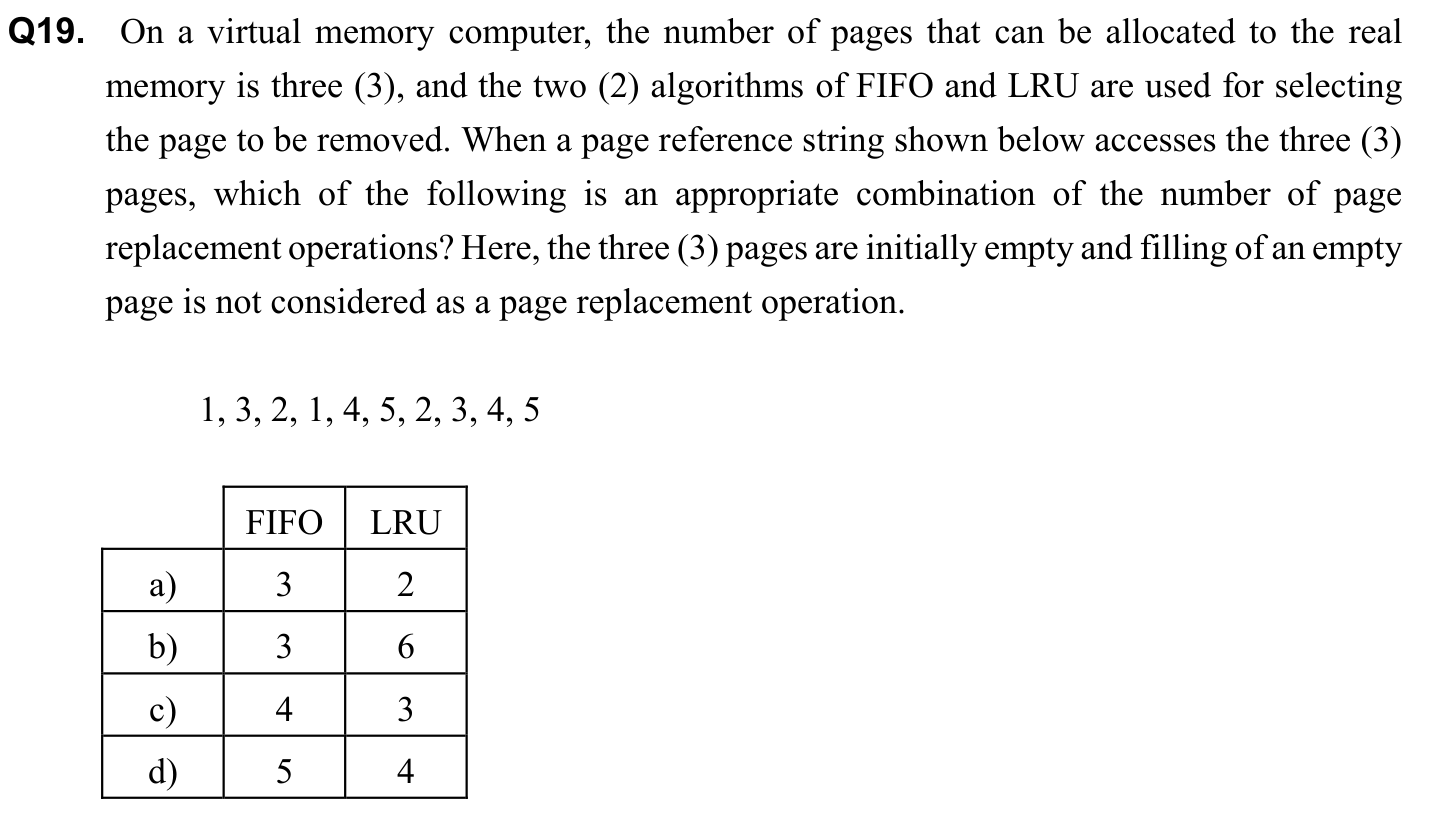 Q19. On a virtual memory computer, the number of pages that can be allocated to the real
memory is three (3), and the two (2) algorithms of FIFO and LRU are used for selecting
the page to be removed. When a page reference string shown below accesses the three (3)
pages, which of the following is an appropriate combination of the number of page
replacement operations? Here, the three (3) pages are initially empty and filling of an empty
page is not considered as a page replacement operation.
1, 3, 2, 1, 4, 5, 2, 3, 4, 5
FIFO LRU
a) 3 2
b) 3 6
c) 4 3
d) 5 4